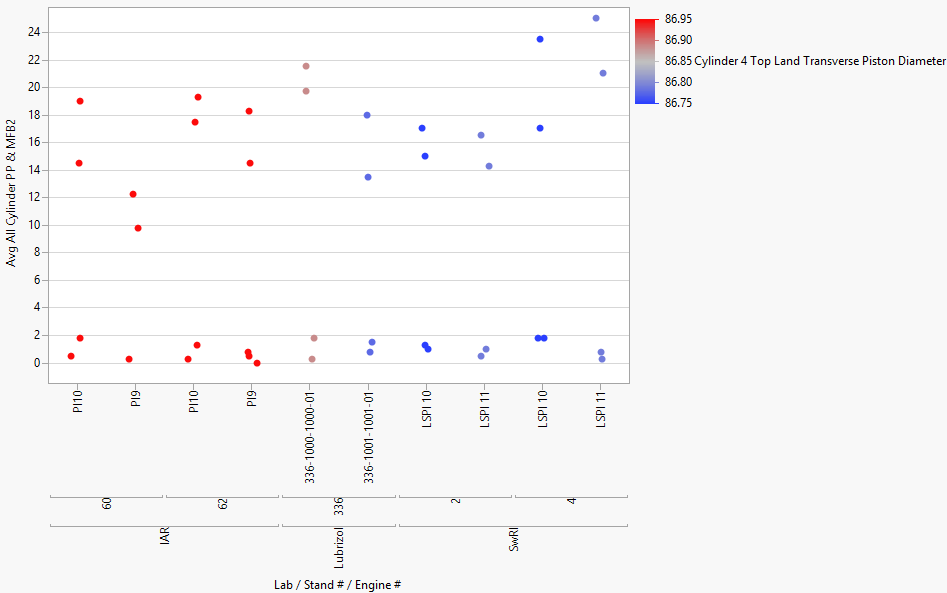 Avg All Cylinder PP & MFB2
24
22
20
18
16
14
12
10
8
6
4
2
0
86.95
86.90
86.85
86.80
86.75
Cylinder 4 Top Land Transverse Piston Diameter
PI10
PI9
PI10
PI9
336-1000-1000-01
336-1001-1001-01
LSPI 10
LSPI 11
LSPI 10
LSPI 11
60
62
336
2
4
IAR
Lubrizol
SwRI
Lab / Stand # / Engine #